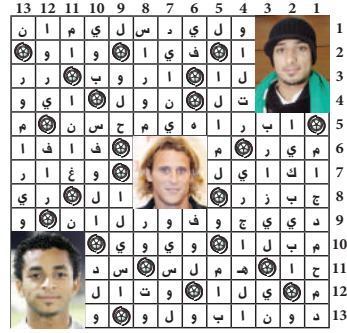 13 12 11 10 9 8 7 6 5 4 3 2 1
1 و ل ي د س ل ي م ا ن
2 ا ف ي ا و ا و
3 ل ا ا ر و ب ر ر
4 ت ل ن و ل ا ي و
5 ا ب ر ا ه ي م ح س ن م
6 م ي ر م ف ا ف ا
7 ا ك ا ي ل و غ ا ر
8 ج ب ز ر ا ل ر ي
9 د ي ي ج و ف و ر ل ا ن و
10 م ب ل ا و ي و ي
11 ح ا هـ م ل س س د
12 م ي ل ا و ت ا ل
13 د و ن ا ب و ل و و